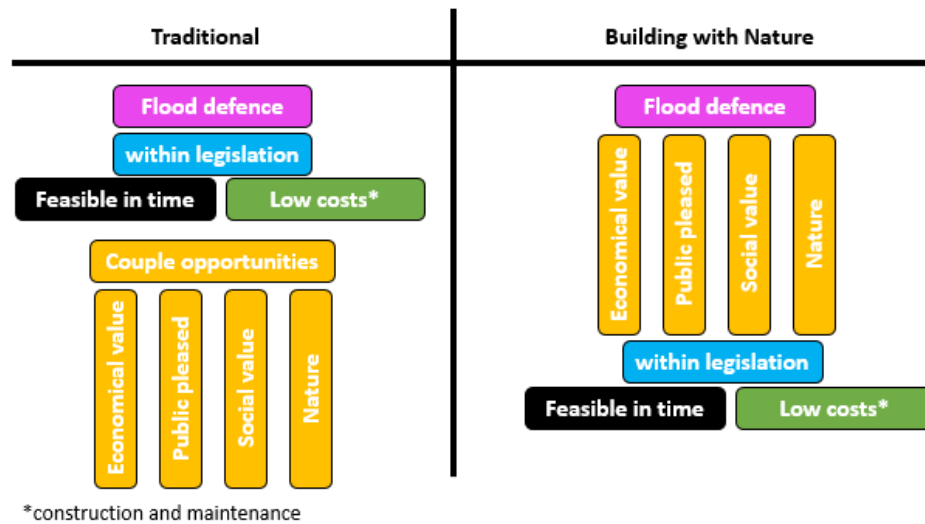 Traditional
Flood defence
within legislation
Feasible in time
Low costs*
Couple opportunities
Economical value
Public pleased
Social value
Nature
*construction and maintenance
Building with Nature
Flood defence
Economical value
Public pleased
Social value
Nature
within legislation
Feasible in time
Low costs*